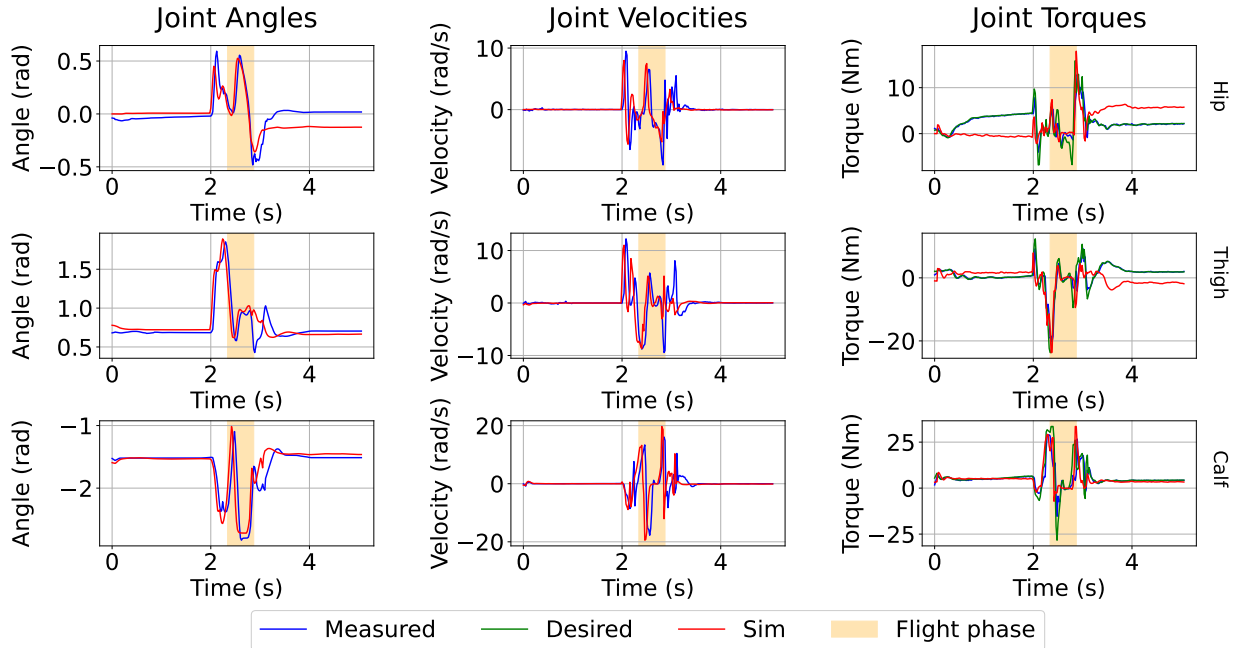 Joint Angles
Joint Velocities
Joint Torques
Angle (rad)
0.5
0.0
−0.5
0
2
4
Time (s)
Velocity (rad/s)
10
0
0
2
4
Time (s)
Torque (Nm)
10
0
0
2
4
Time (s)
Hip
Angle (rad)
1.5
1.0
0.5
0
2
4
Time (s)
Velocity (rad/s)
10
0
−10
0
2
4
Time (s)
Torque (Nm)
0
−20
0
2
4
Time (s)
Thigh
Angle (rad)
−1
−2
0
2
4
Time (s)
Velocity (rad/s)
20
0
−20
0
2
4
Time (s)
Torque (Nm)
25
0
−25
0
2
4
Time (s)
Calf
Measured
Desired
Sim
Flight phase